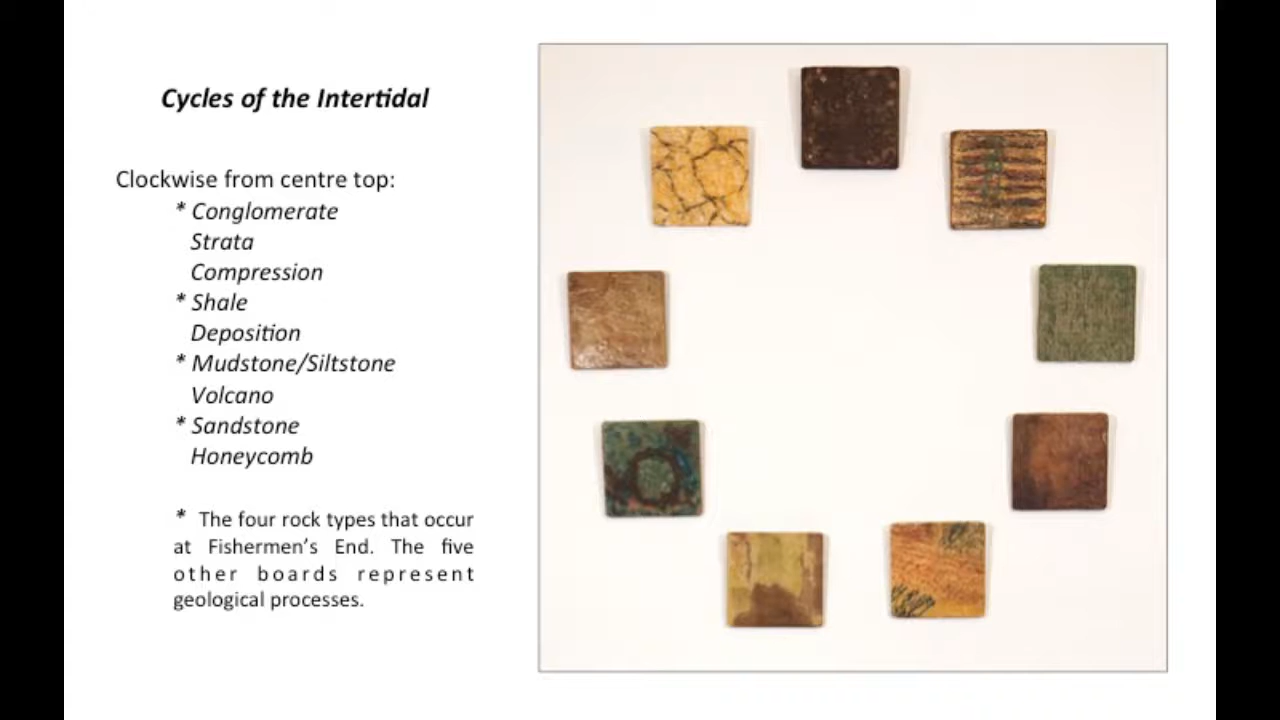 Cycles of the Intertidal
Clockwise from centre top:
* Conglomerate
Strata
Compression
* Shale
Deposition
* Mudstone/Siltstone
Volcano
* Sandstone
Honeycomb
* The four rock types that occur
at Fishermen’s End. The five
other boards represent
geological processes.